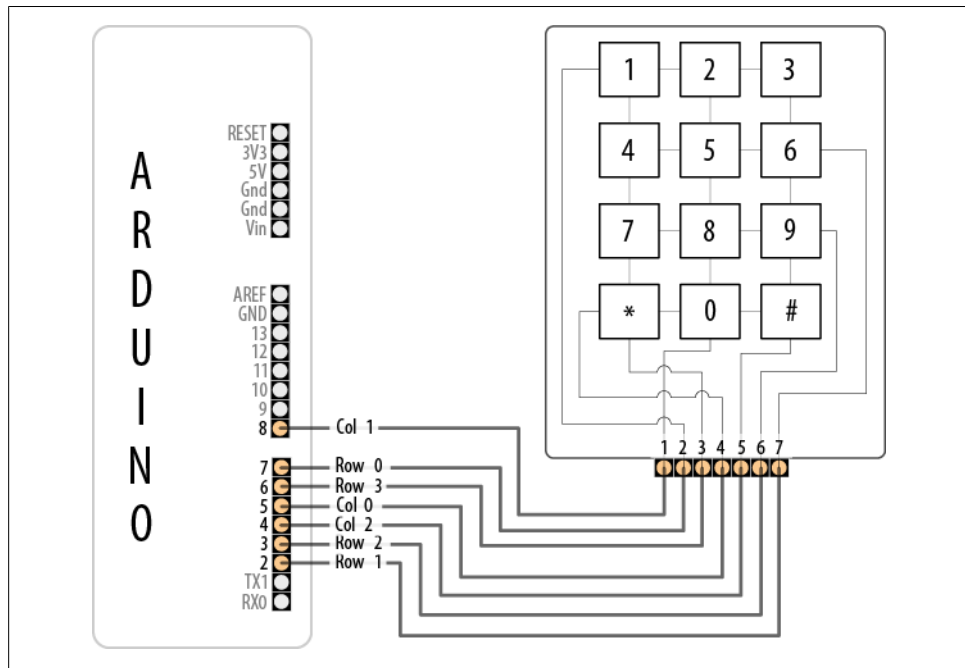 ARDUINO
RESET
3V3
5V
Gnd
Gnd
Vin
AREF
GND
13
12
11
10
9
8 Col 1
7 Row 0
6 Row 3
5 Col 0
4 Col 2
3 Row 2
2 Row 1
TX1
RX0
1 2 3
4 5 6
7 8 9
* 0 #
1 2 3 4 5 6 7